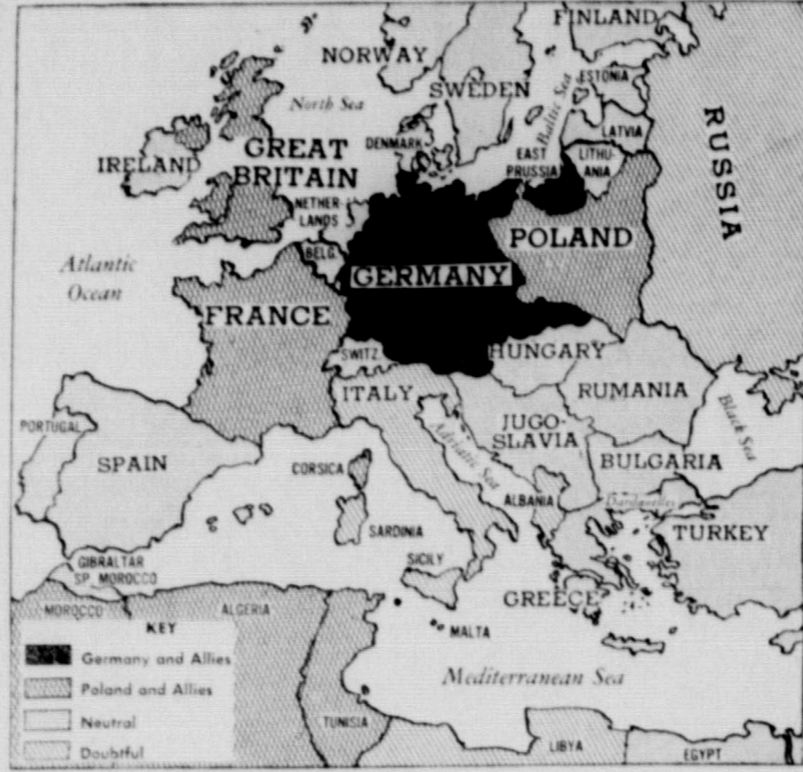 FINLAND
NORWAY
SWEDEN
ESTONIA
Baltic Sea
North Sea
RUSSIA
LATVIA
DENMARK
GREAT
BRITAIN
IRELAND
EAST
PRUSSIA
LITHU-
ANIA
NETHER-
LANDS
POLAND
BELG.
Atlantic
Ocean
GERMANY
FRANCE
SWITZ.
HUNGARY
ITALY
RUMANIA
Black Sea
JUGO-
SLAVIA
PORTUGAL
Adriatic Sea
SPAIN
CORSICA
BULGARIA
ALBANIA
Dardanelles
SARDINIA
TURKEY
SICILY
GIBRALTAR
SP. MOROCCO
GREECE
MOROCCO
ALGERIA
MALTA
KEY
Germany and Allies
Poland and Allies
Neutral
Doubtful
Mediterranean Sea
TUNISIA
LIBYA
EGYPT